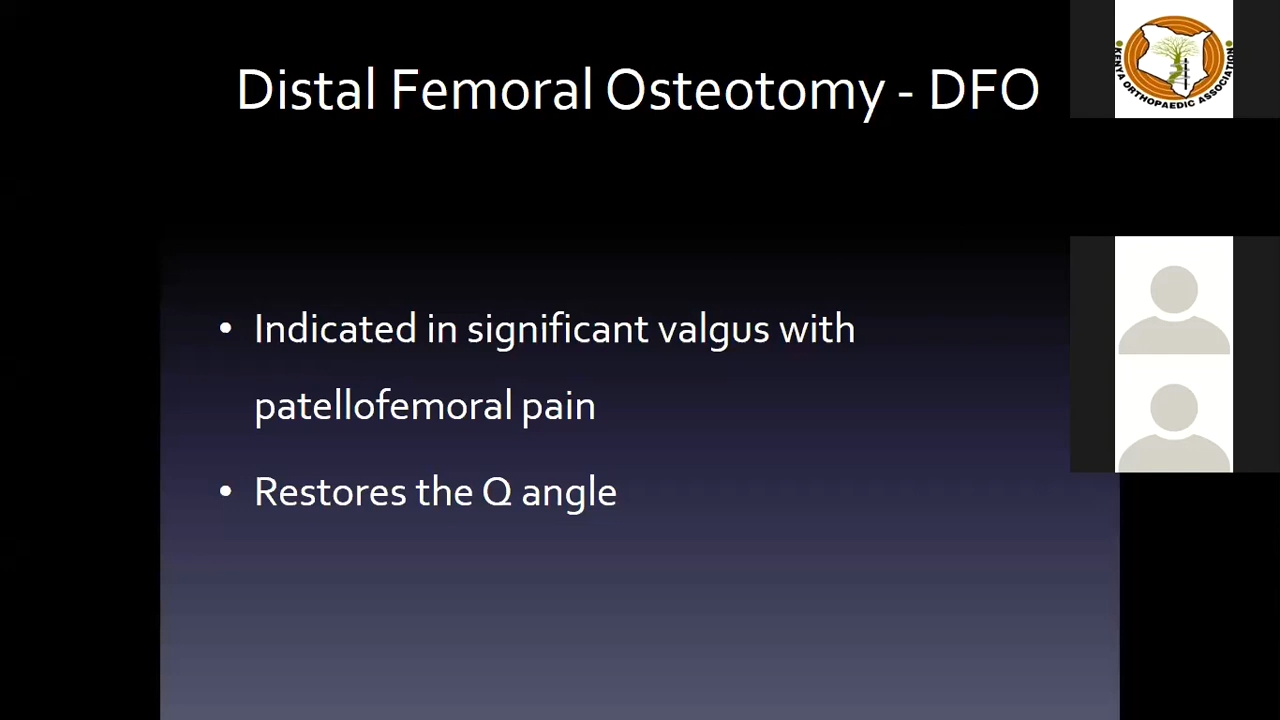 Distal Femoral Osteotomy - DFO
• Indicated in significant valgus with
patellofemoral pain
• Restores the Q angle
KENYA ORTHOPAEDIC ASSOCIATION